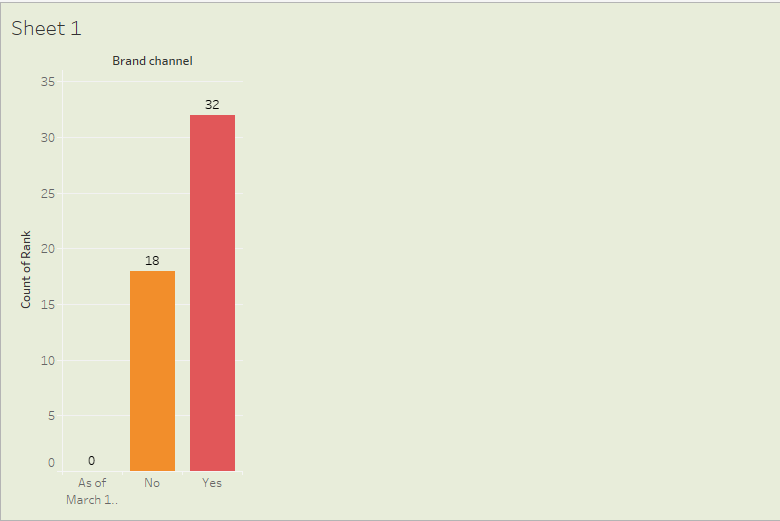 Sheet 1
Brand channel
35
32
30
25
20
18
15
10
5
0
0
Count of Rank
As of
March 1..
No
Yes